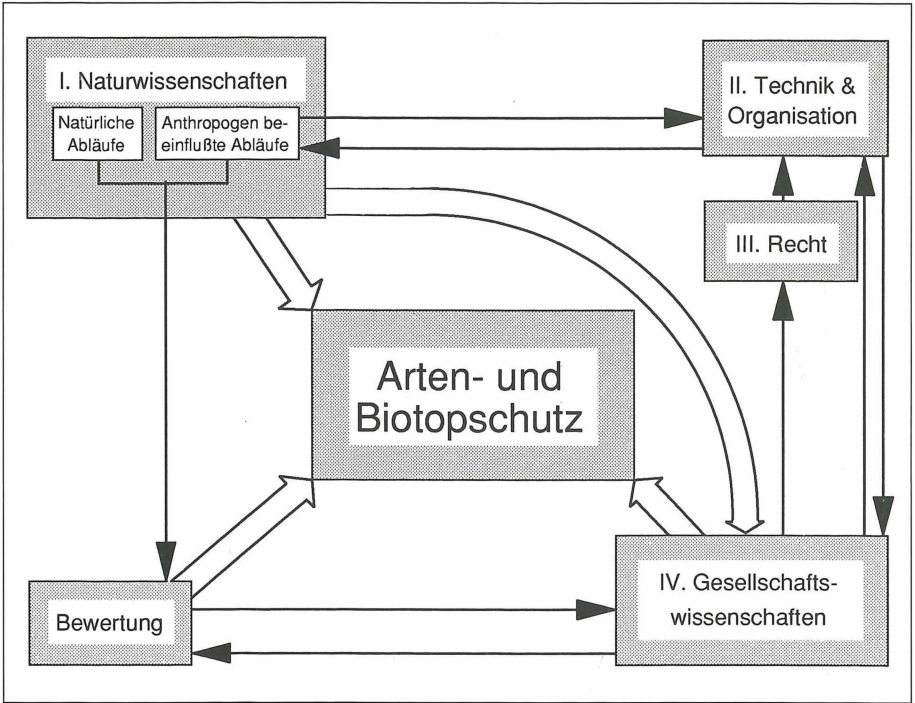 I. Naturwissenschaften
Natürliche
Abläufe
Anthropogen be-
einflußte Abläufe
II. Technik &
Organisation
III. Recht
Arten- und
Biotopschutz
Bewertung
IV. Gesellschafts-
wissenschaften